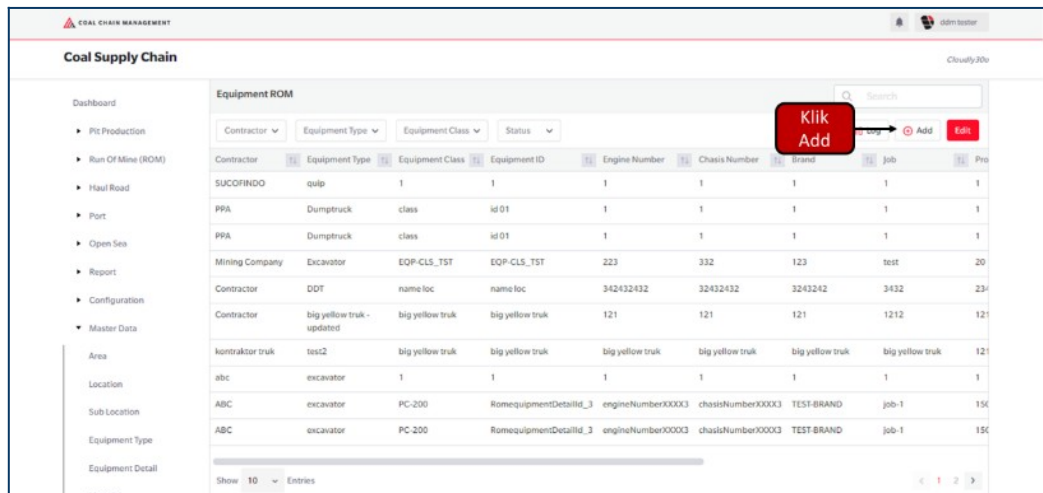 COAL CHAIN MANAGEMENT
ddm tester
Coal Supply Chain
Cloudly30o
Dashboard
Pit Production
Run Of Mine (ROM)
Haul Road
Port
Open Sea
Report
Configuration
Master Data
Area
Location
Sub Location
Equipment Type
Equipment Detail
Equipment ROM
Search
Contractor Equipment Type Equipment Class Status
Klik
Add
Log Add Edit
Contractor Equipment Type Equipment Class Equipment ID Engine Number Chasis Number Brand Job Pro
SUCOFINDO quip 1 1 1 1 1 1 1
PPA Dumptruck class id 01 1 1 1 1 1
PPA Dumptruck class id 01 1 1 1 1 1
Mining Company Excavator EQP-CLS_TST EQP-CLS_TST 223 332 123 test 20
Contractor DDT name loc name loc 342432432 32432432 3243242 3432 234
Contractor big yellow truk - big yellow truk big yellow truk 121 121 121 1212 121
updated
kontraktor truk test2 big yellow truk big yellow truk big yellow truk big yellow truk big yellow truk big yellow truk 121
abc excavator 1 1 1 1 1 1 1
ABC excavator PC-200 RomequipmentDetailId_3 engineNumberXXXX3 chasisNumberXXXX3 TEST-BRAND job-1 150
ABC excavator PC-200 RomequipmentDetailId_3 engineNumberXXXX3 chasisNumberXXXX3 TEST-BRAND job-1 150
Show 10 Entries
1 2